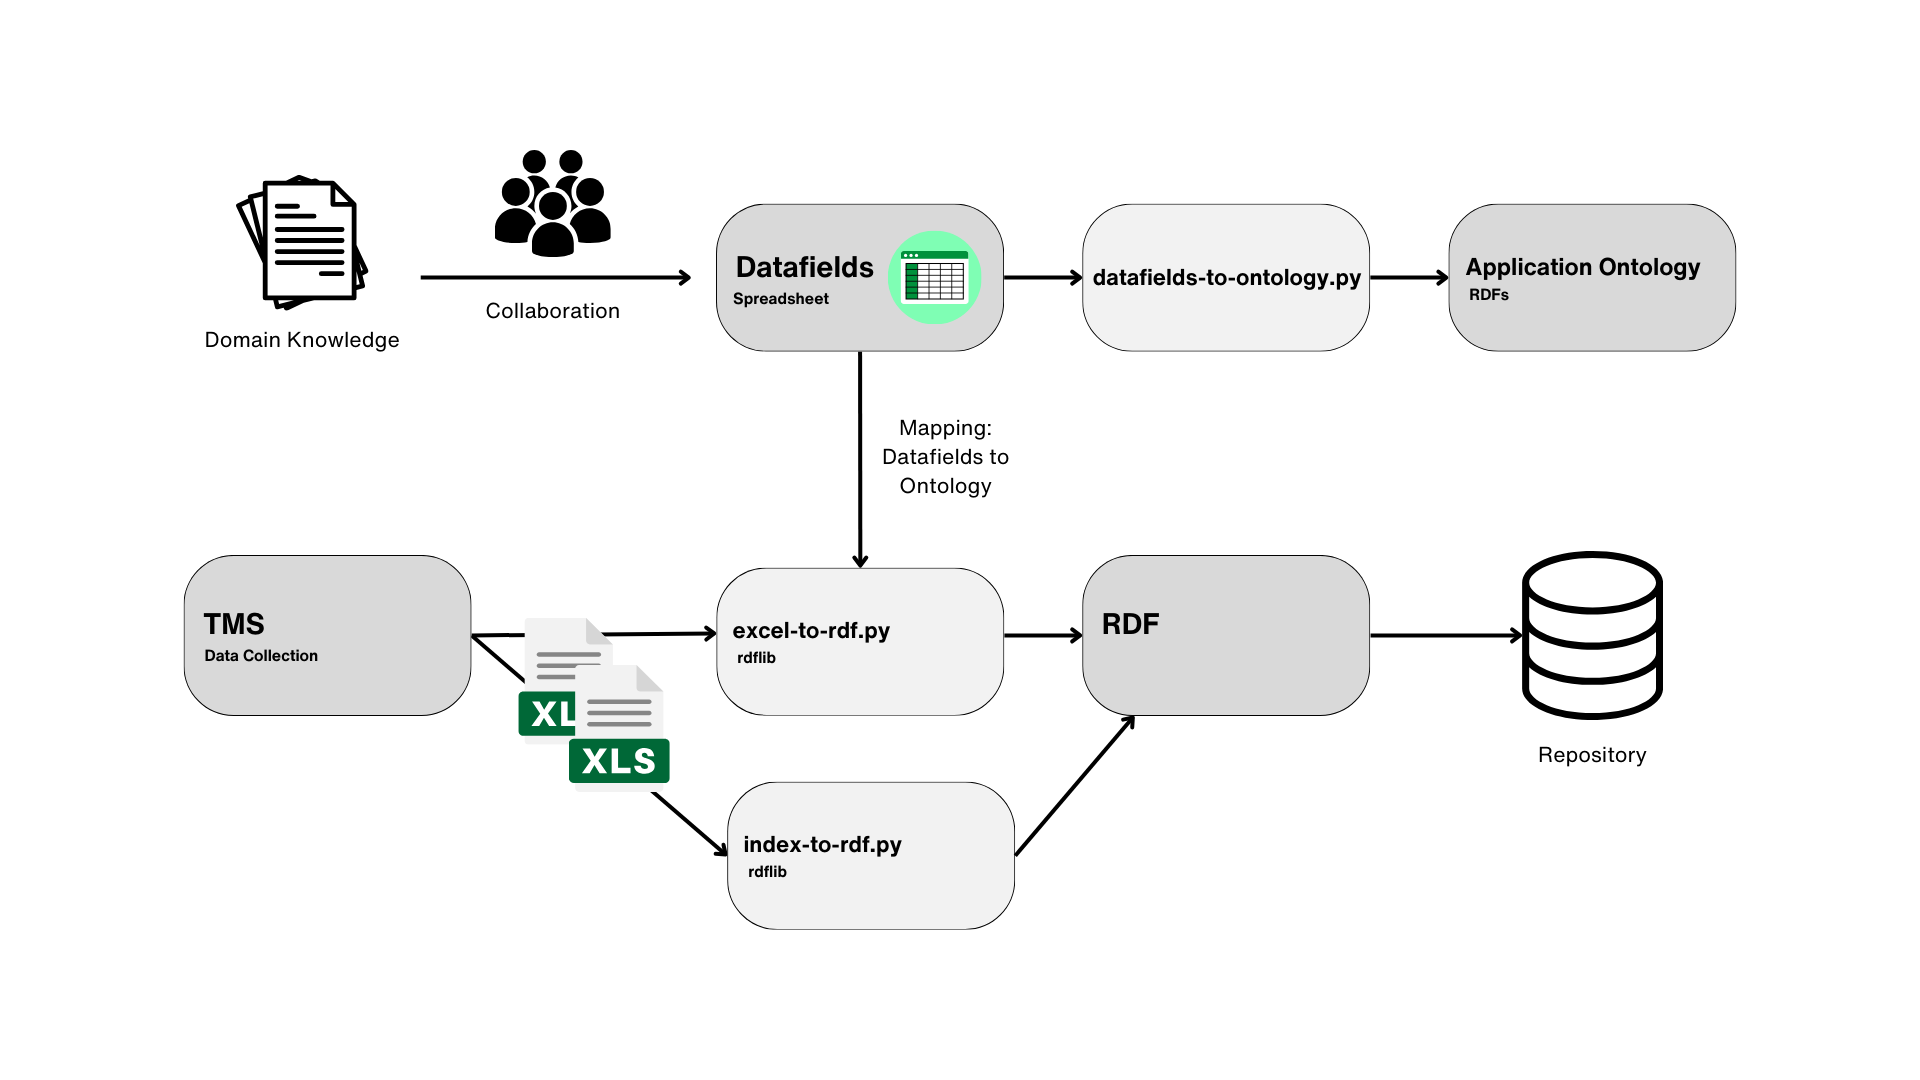 Domain Knowledge
Collaboration
Datafields
Spreadsheet
datafields-to-ontology.py
Application Ontology
RDFs
Mapping:
Datafields to
Ontology
TMS
Data Collection
XL
XLS
excel-to-rdf.py
rdflib
RDF
Repository
index-to-rdf.py
rdflib